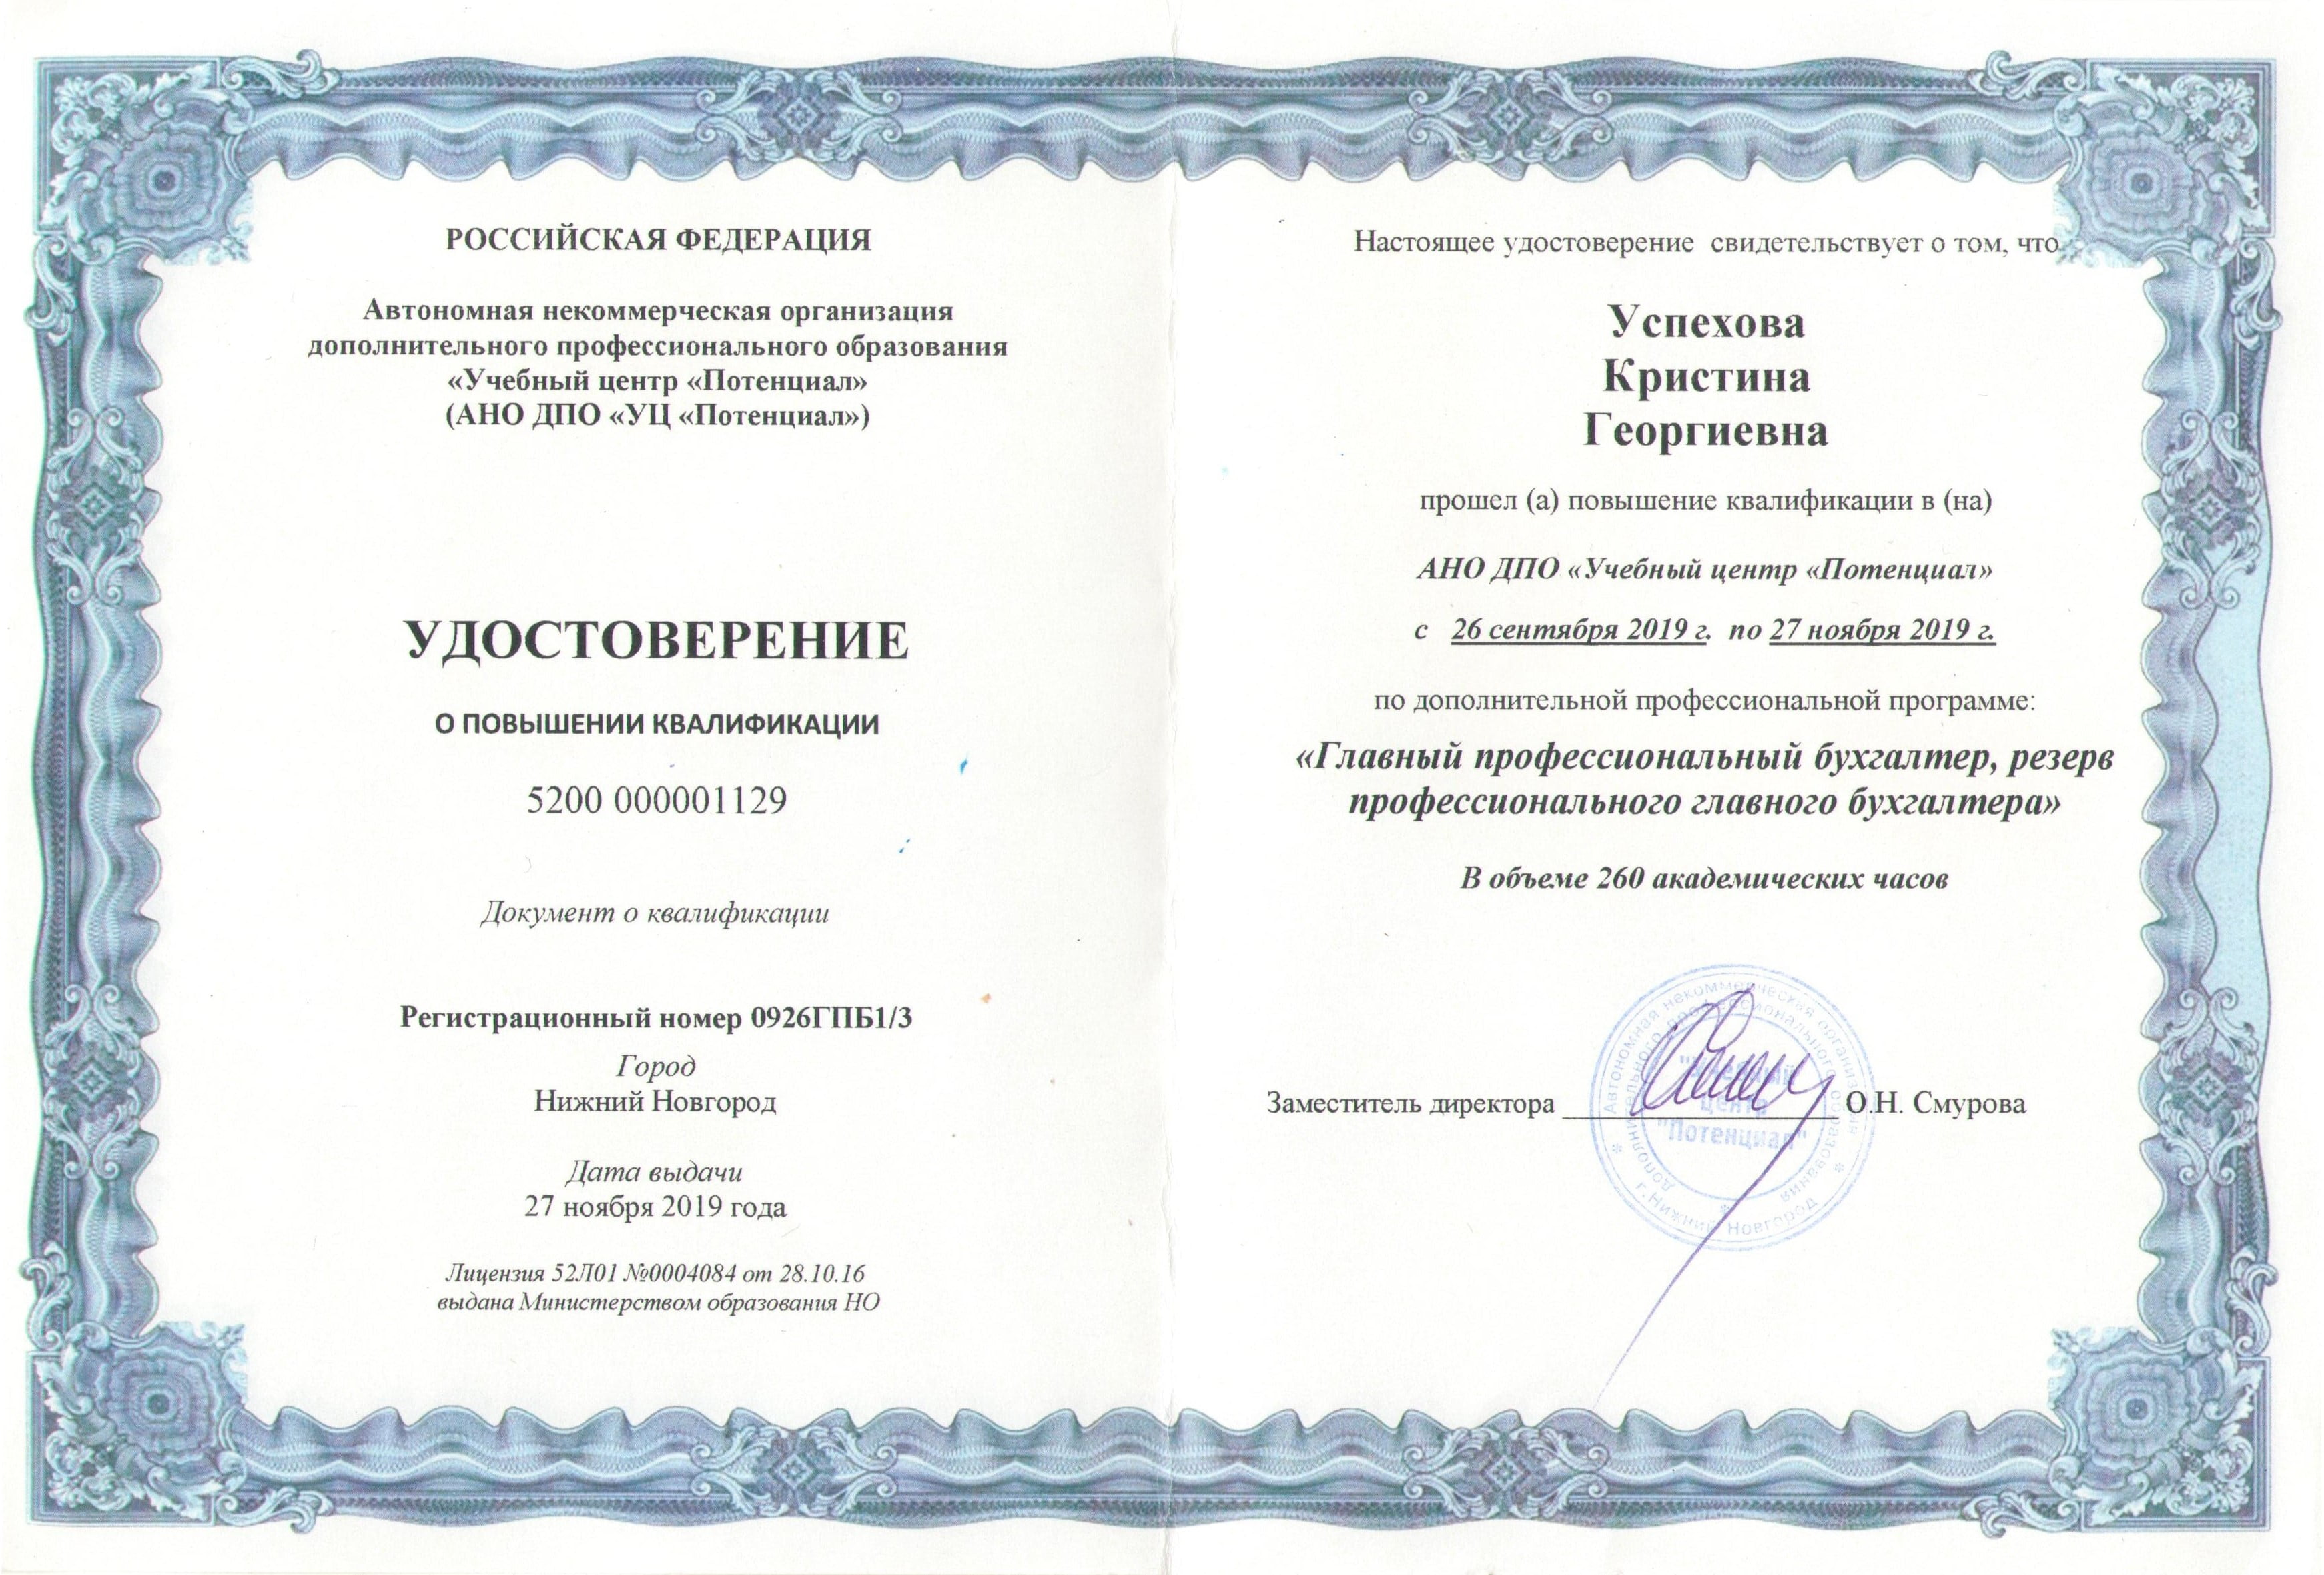 РОССИЙСКАЯ ФЕДЕРАЦИЯ
Автономная некоммерческая организация
дополнительного профессионального образования
«Учебный центр «Потенциал»
(АНО ДПО «УЦ «Потенциал»)
УДОСТОВЕРЕНИЕ
О ПОВЫШЕНИИ КВАЛИФИКАЦИИ
5200 000001129
Документ о квалификации
Регистрационный номер 0926ГПБ1/3
Город
Нижний Новгород
Дата выдачи
27 ноября 2019 года
Лицензия 52Л01 №0004084 от 28.10.16
выдана Министерством образования НО
Настоящее удостоверение свидетельствует о том, что
Успехова
Кристина
Георгиевна
прошел (а) повышение квалификации в (на)
АНО ДПО «Учебный центр «Потенциал»
с 26 сентября 2019 г. по 27 ноября 2019 г.
по дополнительной профессиональной программе:
«Главный профессиональный бухгалтер, резерв
профессионального главного бухгалтера»
В объеме 260 академических часов
Заместитель директора О.Н. Смурова
Автономная некоммерческая организация
дополнительного профессионального образования
г. Нижний Новгород
"Учебный
центр
"Потенциал"